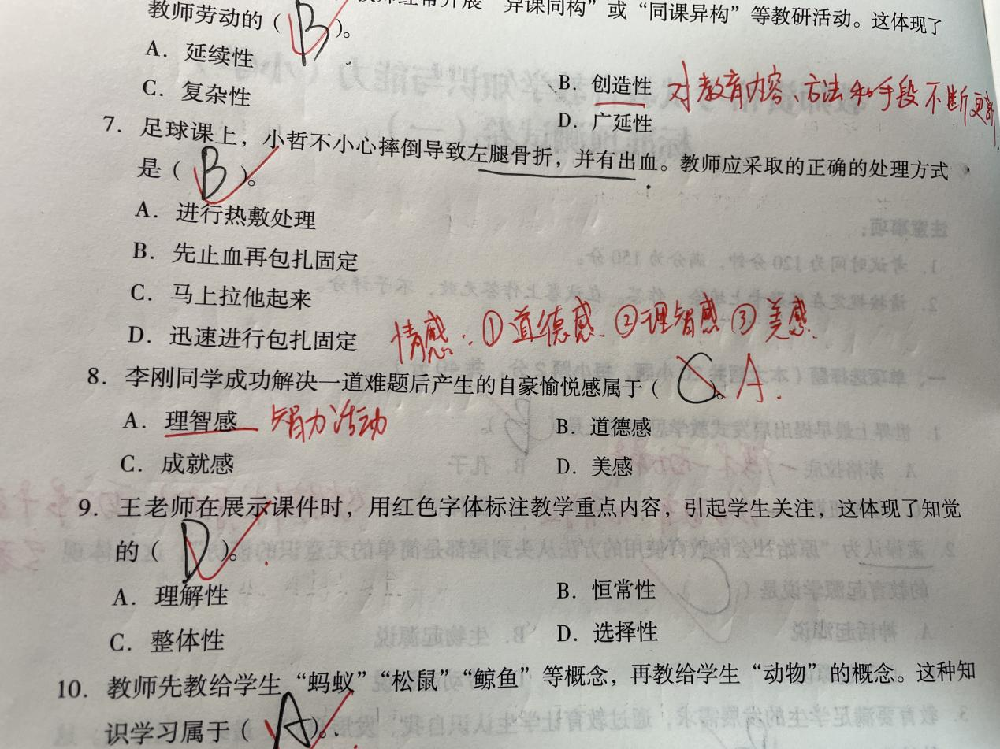 教师经常开展“异课同构”或“同课异构”等教研活动。这体现了
教师劳动的（ B ）。
A. 延续性
B. 创造性 对教育内容、方法和手段不断更新
C. 复杂性
D. 广延性
7. 足球课上，小哲不小心摔倒导致左腿骨折，并有出血。教师应采取的正确的处理方式
是（ B ）。
A. 进行热敷处理
B. 先止血再包扎固定
C. 马上拉他起来
D. 迅速进行包扎固定
情感：①道德感 ②理智感 ③美感
8. 李刚同学成功解决一道难题后产生的自豪愉悦感属于（ C 。 A.
A. 理智感 智力活动
B. 道德感
C. 成就感
D. 美感
9. 王老师在展示课件时，用红色字体标注教学重点内容，引起学生关注，这体现了知觉
的（ D ）。
A. 理解性
B. 恒常性
C. 整体性
D. 选择性
10. 教师先教给学生“蚂蚁”“松鼠”“鲸鱼”等概念，再教给学生“动物”的概念。这种知
识学习属于（ A ）。